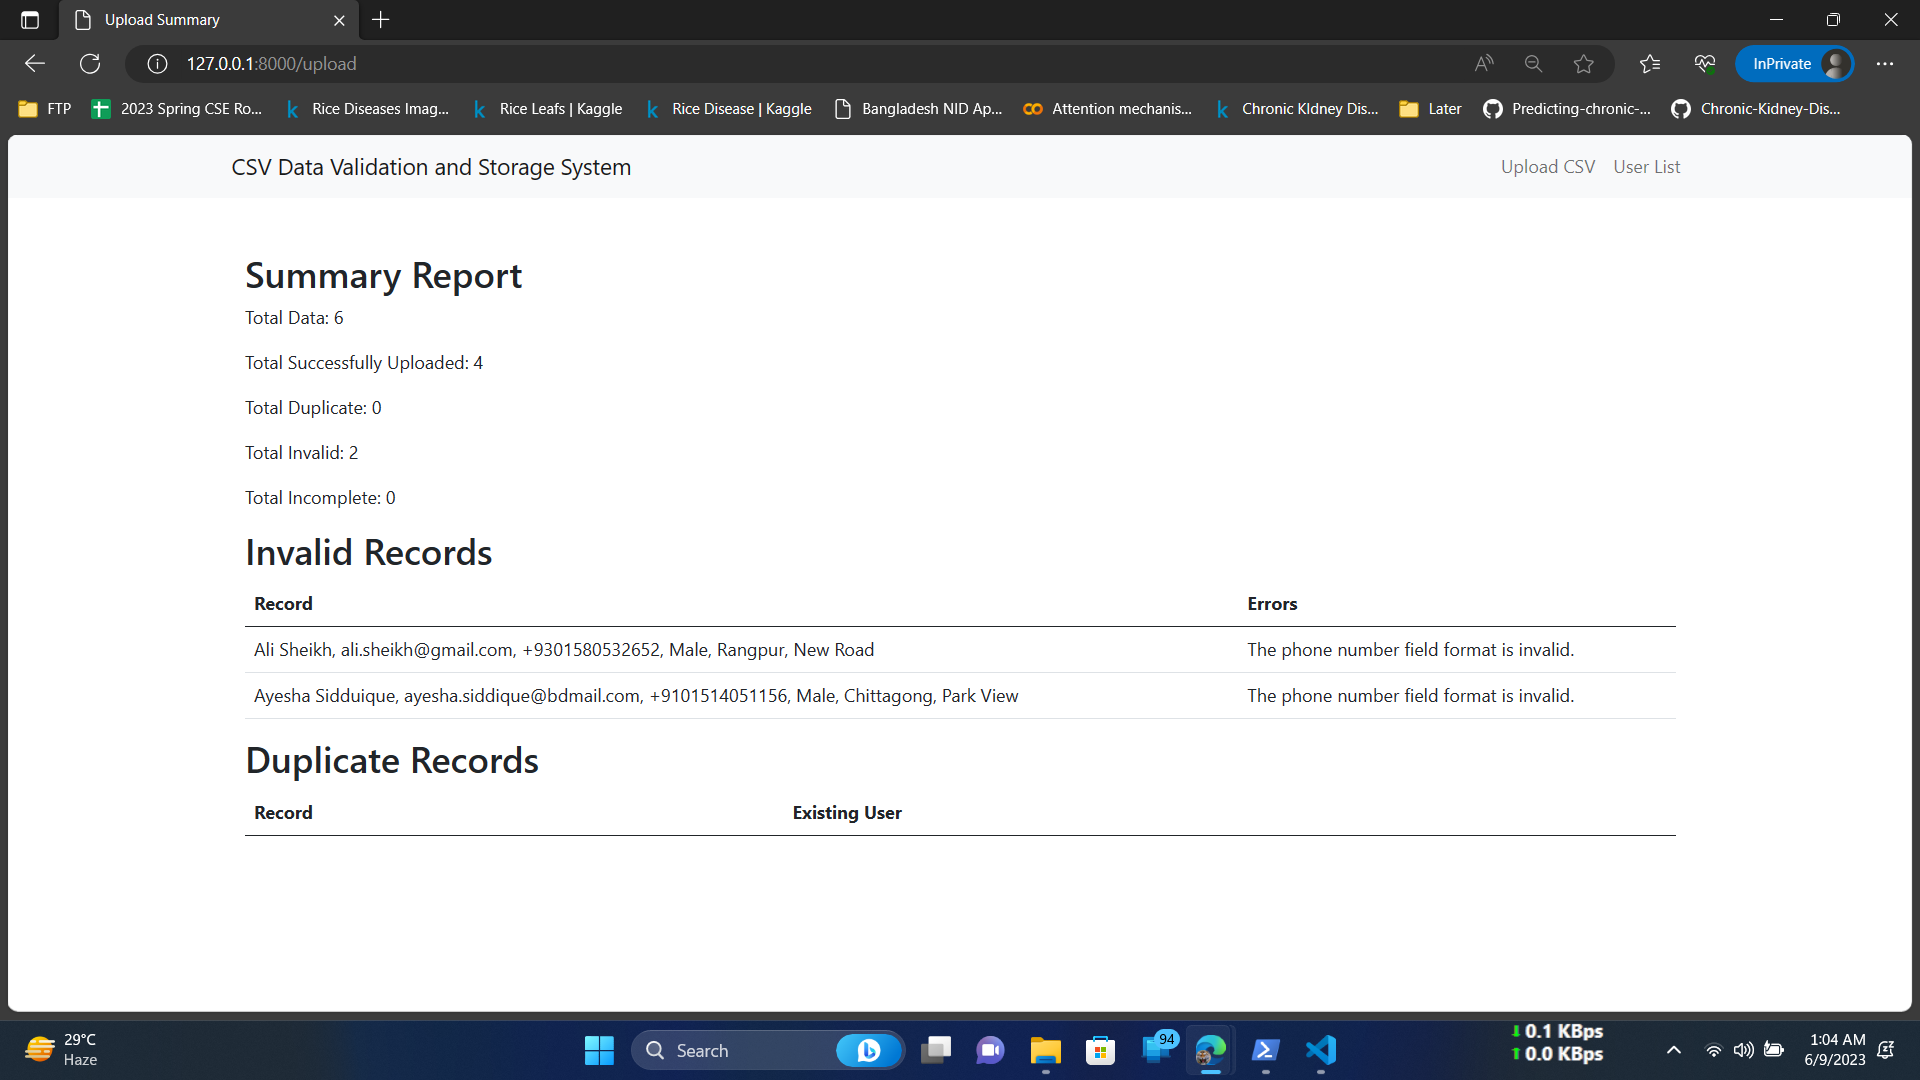 Upload Summary
127.0.0.1:8000/upload
InPrivate
FTP
2023 Spring CSE Ro...
Rice Diseases Imag...
Rice Leafs | Kaggle
Rice Disease | Kaggle
Bangladesh NID Ap...
Attention mechanis...
Chronic KIdney Dis...
Later
Predicting-chronic-...
Chronic-Kidney-Dis...
CSV Data Validation and Storage System
Upload CSV
User List
Summary Report
Total Data: 6
Total Successfully Uploaded: 4
Total Duplicate: 0
Total Invalid: 2
Total Incomplete: 0
Invalid Records
Record Errors
Ali Sheikh, ali.sheikh@gmail.com, +9301580532652, Male, Rangpur, New Road The phone number field format is invalid.
Ayesha Sidduique, ayesha.siddique@bdmail.com, +9101514051156, Male, Chittagong, Park View The phone number field format is invalid.
Duplicate Records
Record Existing User
29°C
Haze
Search
94
0.1 KBps
0.0 KBps
1:04 AM
6/9/2023